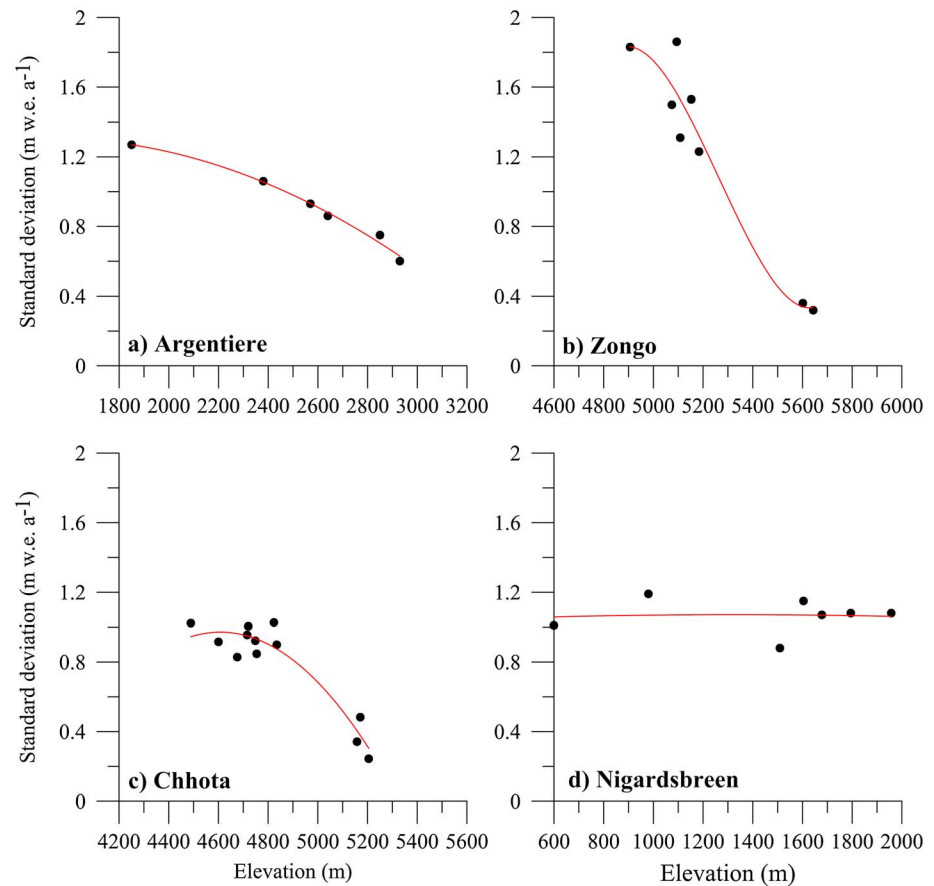 Standard deviation (m w.e. a-1)
2
1.6
1.2
0.8
0.4
0
a) Argentiere
1800 2000 2200 2400 2600 2800 3000 3200
2
1.6
1.2
0.8
0.4
0
b) Zongo
4600 4800 5000 5200 5400 5600 5800 6000
Standard deviation (m w.e. a-1)
2
1.6
1.2
0.8
0.4
0
c) Chhota
4200 4400 4600 4800 5000 5200 5400 5600
Elevation (m)
2
1.6
1.2
0.8
0.4
0
d) Nigardsbreen
600 800 1000 1200 1400 1600 1800 2000
Elevation (m)